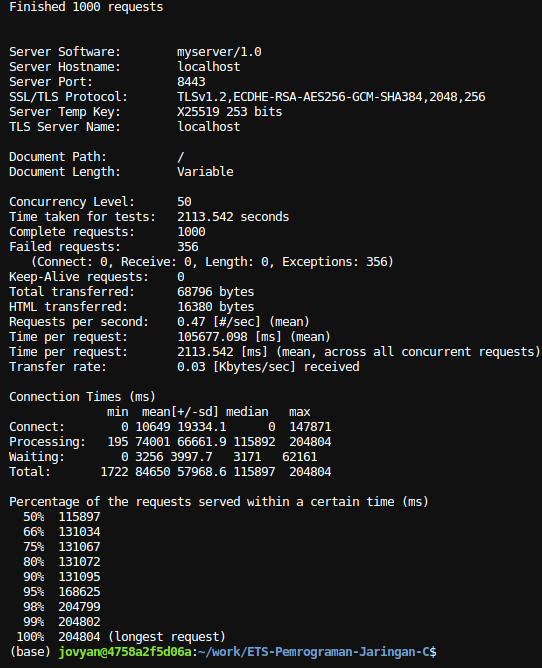 Finished 1000 requests
Server Software: myserver/1.0
Server Hostname: localhost
Server Port: 8443
SSL/TLS Protocol: TLSv1.2,ECDHE-RSA-AES256-GCM-SHA384,2048,256
Server Temp Key: X25519 253 bits
TLS Server Name: localhost
Document Path: /
Document Length: Variable
Concurrency Level: 50
Time taken for tests: 2113.542 seconds
Complete requests: 1000
Failed requests: 356
(Connect: 0, Receive: 0, Length: 0, Exceptions: 356)
Keep-Alive requests: 0
Total transferred: 68796 bytes
HTML transferred: 16380 bytes
Requests per second: 0.47 [#/sec] (mean)
Time per request: 105677.098 [ms] (mean)
Time per request: 2113.542 [ms] (mean, across all concurrent requests)
Transfer rate: 0.03 [Kbytes/sec] received
Connection Times (ms)
min mean[+/-sd] median max
Connect: 0 10649 19334.1 0 147871
Processing: 195 74001 66661.9 115892 204804
Waiting: 0 3256 3997.7 3171 62161
Total: 1722 84650 57968.6 115897 204804
Percentage of the requests served within a certain time (ms)
50% 115897
66% 131034
75% 131067
80% 131072
90% 131095
95% 168625
98% 204799
99% 204802
100% 204804 (longest request)
(base) jovyan@4758a2f5d06a:~/work/ETS-Pemrograman-Jaringan-C$